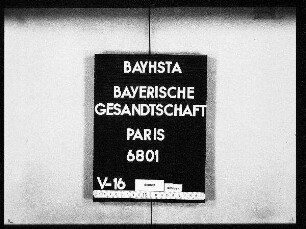 BAYHSTA
BAYERISCHE
GESANDTSCHAFT
PARIS
6801
V-16